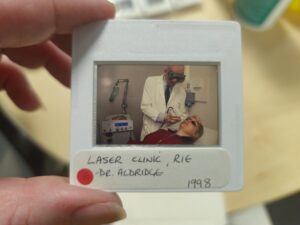 LASER CLINIC, RIE
-DR. ALDRIDGE
1998